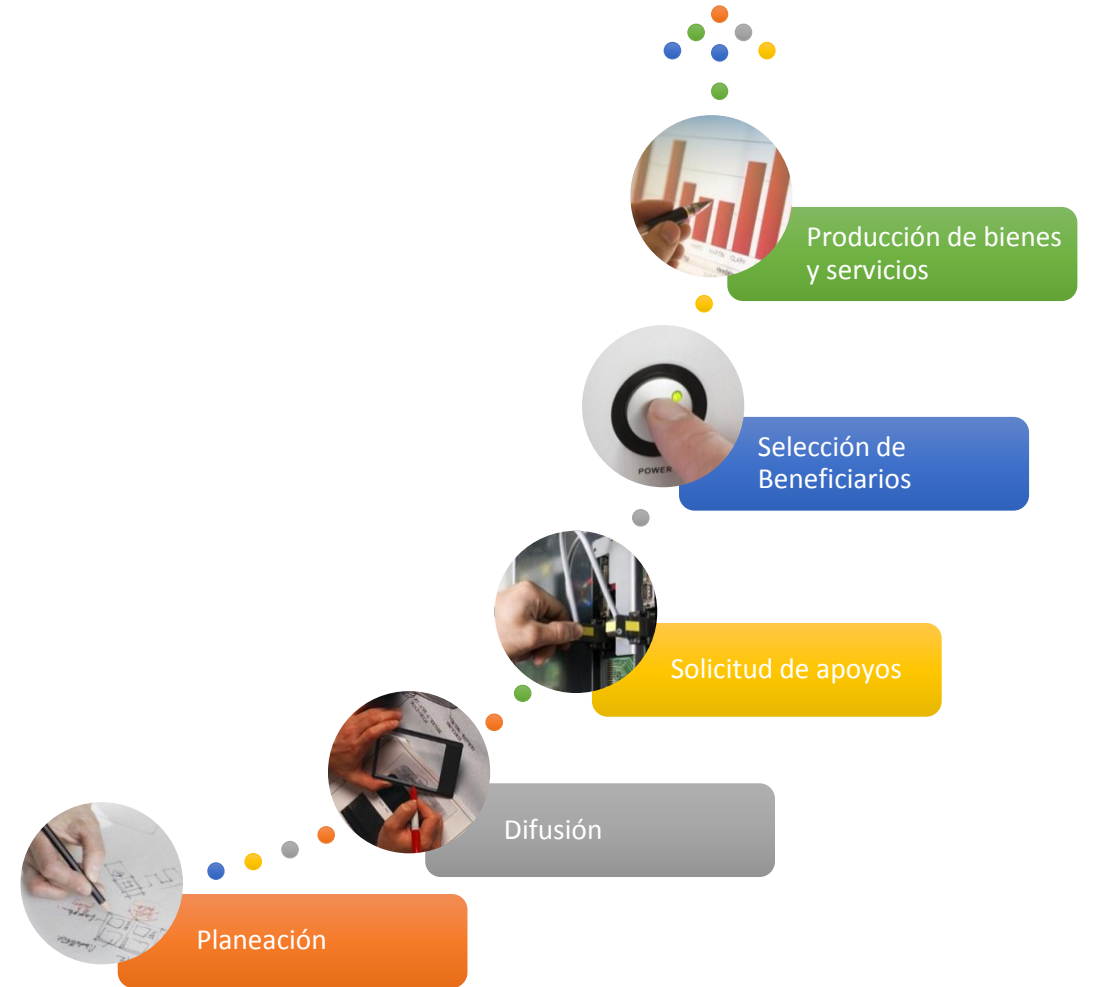 Producción de bienes
y servicios
POWER
Selección de
Beneficiarios
Solicitud de apoyos
Difusión
Planeación